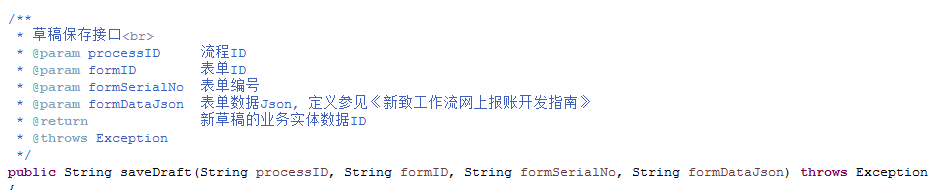 /**
 * 草稿保存接口<br>
 * @param processID     流程ID
 * @param formID        表单ID
 * @param formSerialNo  表单编号
 * @param formDataJson  表单数据Json, 定义参见《新致工作流网上报账开发指南》
 * @return              新草稿的业务实体数据ID
 * @throws Exception
 */
public String saveDraft(String processID, String formID, String formSerialNo, String formDataJson) throws Exception
{